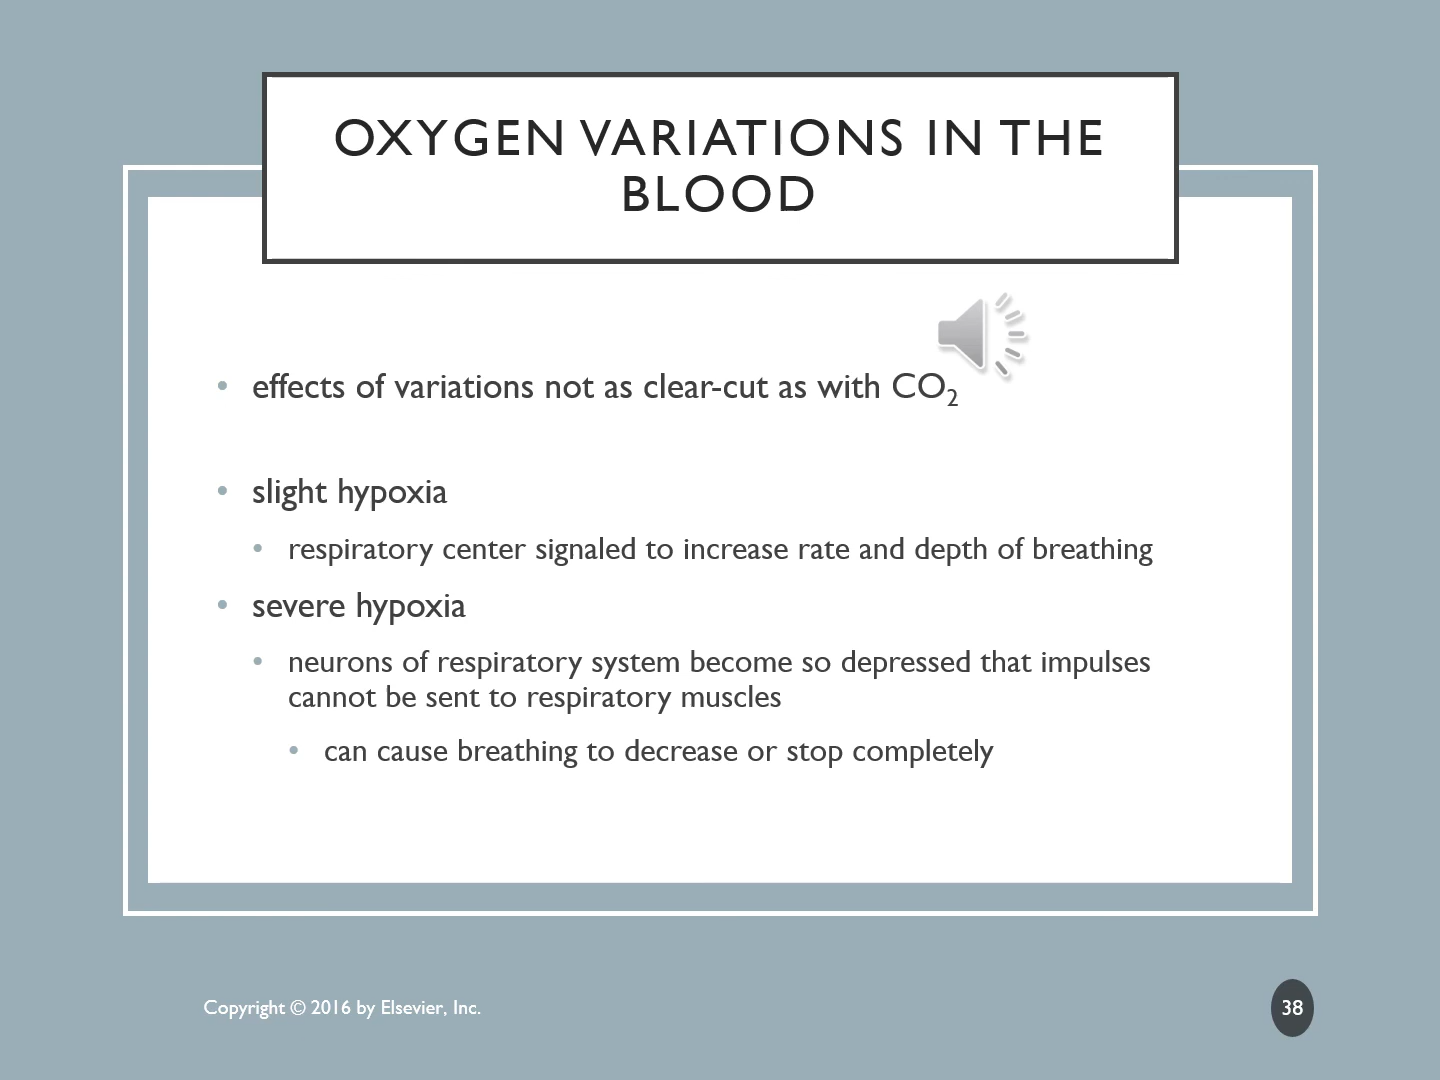 OXYGEN VARIATIONS IN THE
BLOOD
• effects of variations not as clear-cut as with CO₂
• slight hypoxia
• respiratory center signaled to increase rate and depth of breathing
• severe hypoxia
• neurons of respiratory system become so depressed that impulses
cannot be sent to respiratory muscles
• can cause breathing to decrease or stop completely
Copyright © 2016 by Elsevier, Inc.
38